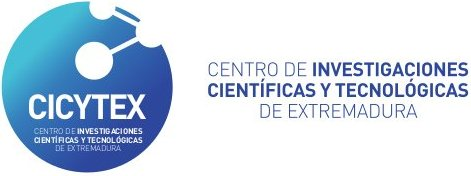 CICYTEX
CENTRO DE INVESTIGACIONES
CIENTÍFICAS Y TECNOLÓGICAS
DE EXTREMADURA
CENTRO DE INVESTIGACIONES
CIENTÍFICAS Y TECNOLÓGICAS
DE EXTREMADURA